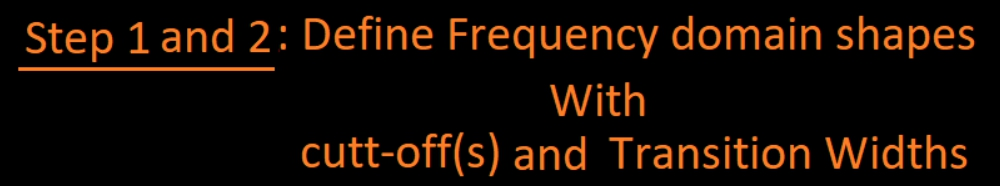 Step 1 and 2: Define Frequency domain shapes
With
cutt-off(s) and Transition Widths